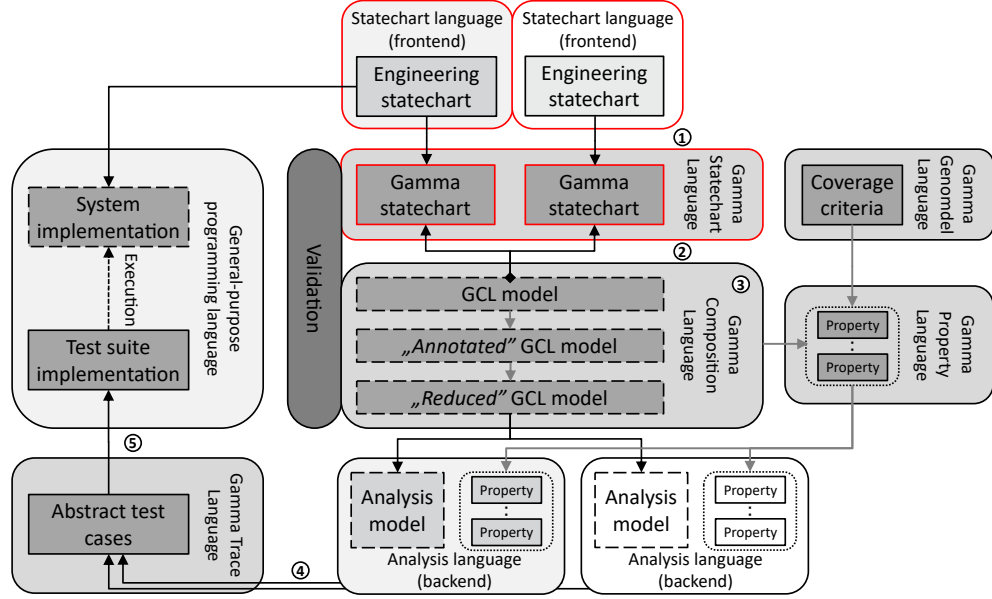 Statechart language
(frontend)
Engineering
statechart
Statechart language
(frontend)
Engineering
statechart
①
Gamma
statechart
Gamma
statechart
Gamma
Statechart
Language
②
Validation
③
GCL model
„Annotated” GCL model
„Reduced” GCL model
Gamma
Composition
Language
Coverage
criteria
Gamma
Genomdel
Language
Property
⋮
Property
Gamma
Property
Language
System
implementation
Execution
Test suite
implementation
General-purpose
programming language
⑤
Abstract test
cases
Gamma Trace
Language
④
Analysis
model
Property
⋮
Property
Analysis language
(backend)
Analysis
model
Property
⋮
Property
Analysis language
(backend)